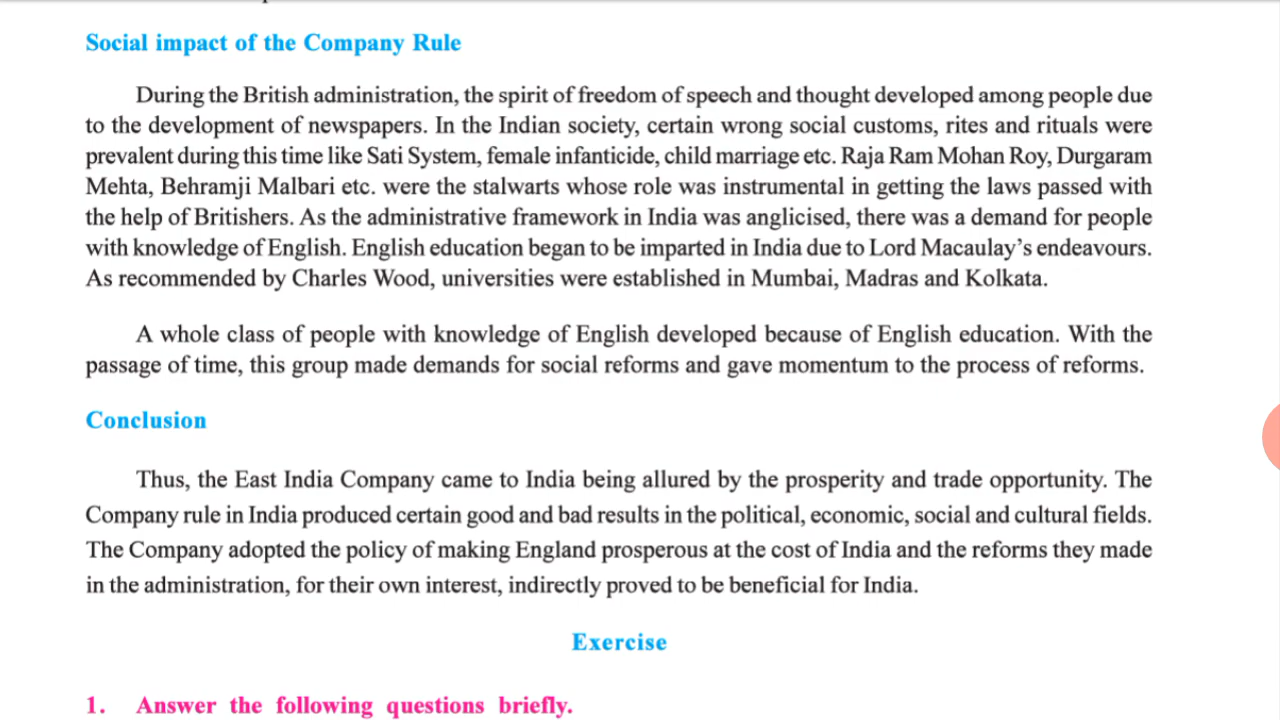 Social impact of the Company Rule
During the British administration, the spirit of freedom of speech and thought developed among people due
to the development of newspapers. In the Indian society, certain wrong social customs, rites and rituals were
prevalent during this time like Sati System, female infanticide, child marriage etc. Raja Ram Mohan Roy, Durgaram
Mehta, Behramji Malbari etc. were the stalwarts whose role was instrumental in getting the laws passed with
the help of Britishers. As the administrative framework in India was anglicised, there was a demand for people
with knowledge of English. English education began to be imparted in India due to Lord Macaulay’s endeavours.
As recommended by Charles Wood, universities were established in Mumbai, Madras and Kolkata.
A whole class of people with knowledge of English developed because of English education. With the
passage of time, this group made demands for social reforms and gave momentum to the process of reforms.
Conclusion
Thus, the East India Company came to India being allured by the prosperity and trade opportunity. The
Company rule in India produced certain good and bad results in the political, economic, social and cultural fields.
The Company adopted the policy of making England prosperous at the cost of India and the reforms they made
in the administration, for their own interest, indirectly proved to be beneficial for India.
Exercise
1. Answer the following questions briefly.